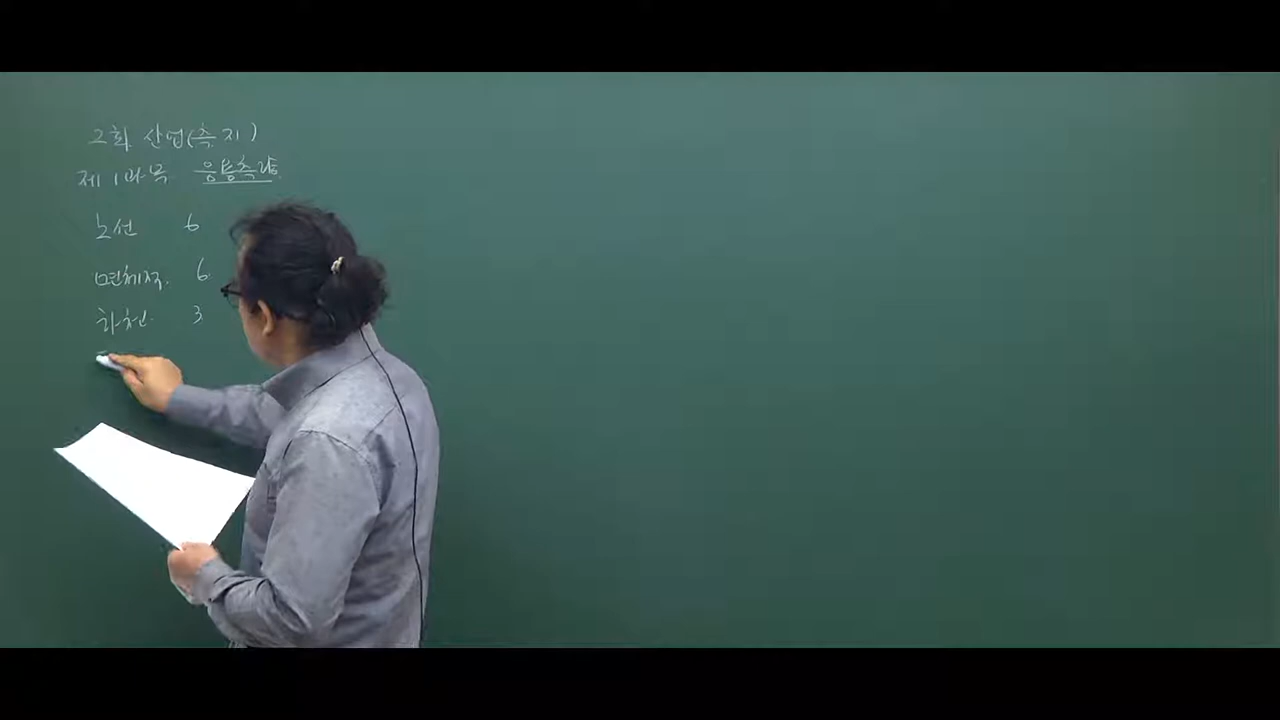 2회 산업(측지)
제1과목 응용측량
노선 6
면체적. 6
하천. 3